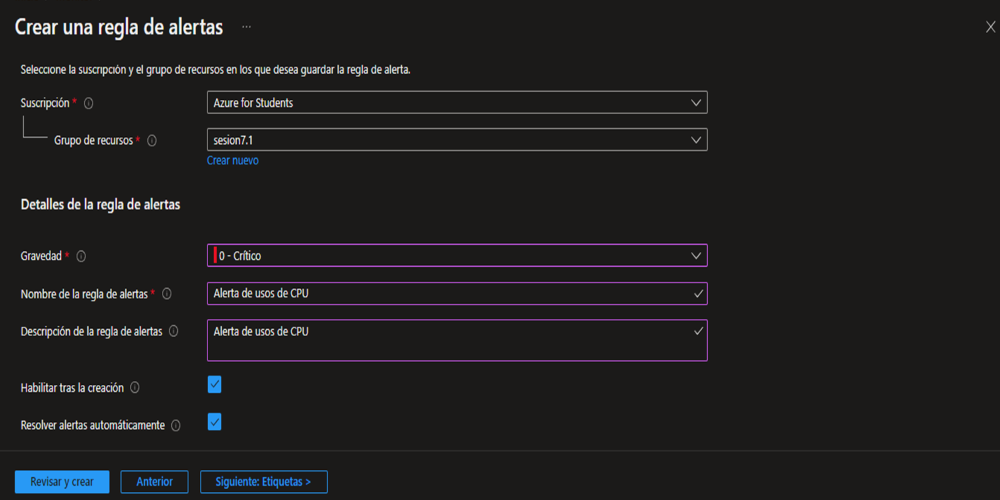 Crear una regla de alertas ...
Seleccione la suscripción y el grupo de recursos en los que desea guardar la regla de alerta.
Suscripción * Azure for Students
Grupo de recursos * sesion7.1
Crear nuevo
Detalles de la regla de alertas
Gravedad * 0 - Crítico
Nombre de la regla de alertas * Alerta de usos de CPU
Descripción de la regla de alertas Alerta de usos de CPU
Habilitar tras la creación
Resolver alertas automáticamente
Revisar y crear Anterior Siguiente: Etiquetas >